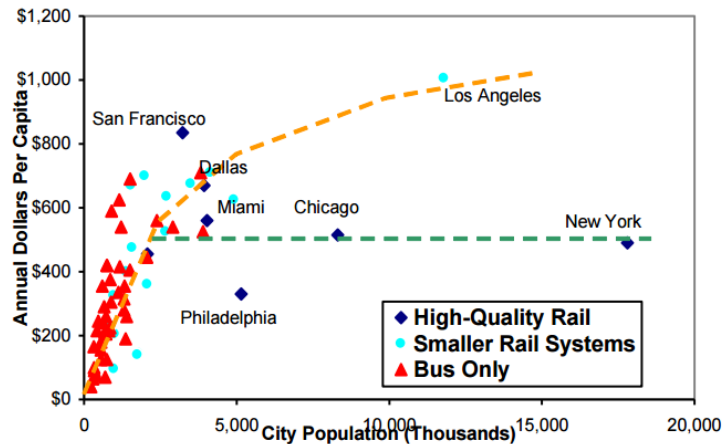 $1,200
$1,000
$800
$600
$400
$200
$0
Annual Dollars Per Capita
San Francisco
Los Angeles
Dallas
Miami
Chicago
New York
Philadelphia
High-Quality Rail
Smaller Rail Systems
Bus Only
0
5,000
10,000
15,000
20,000
City Population (Thousands)